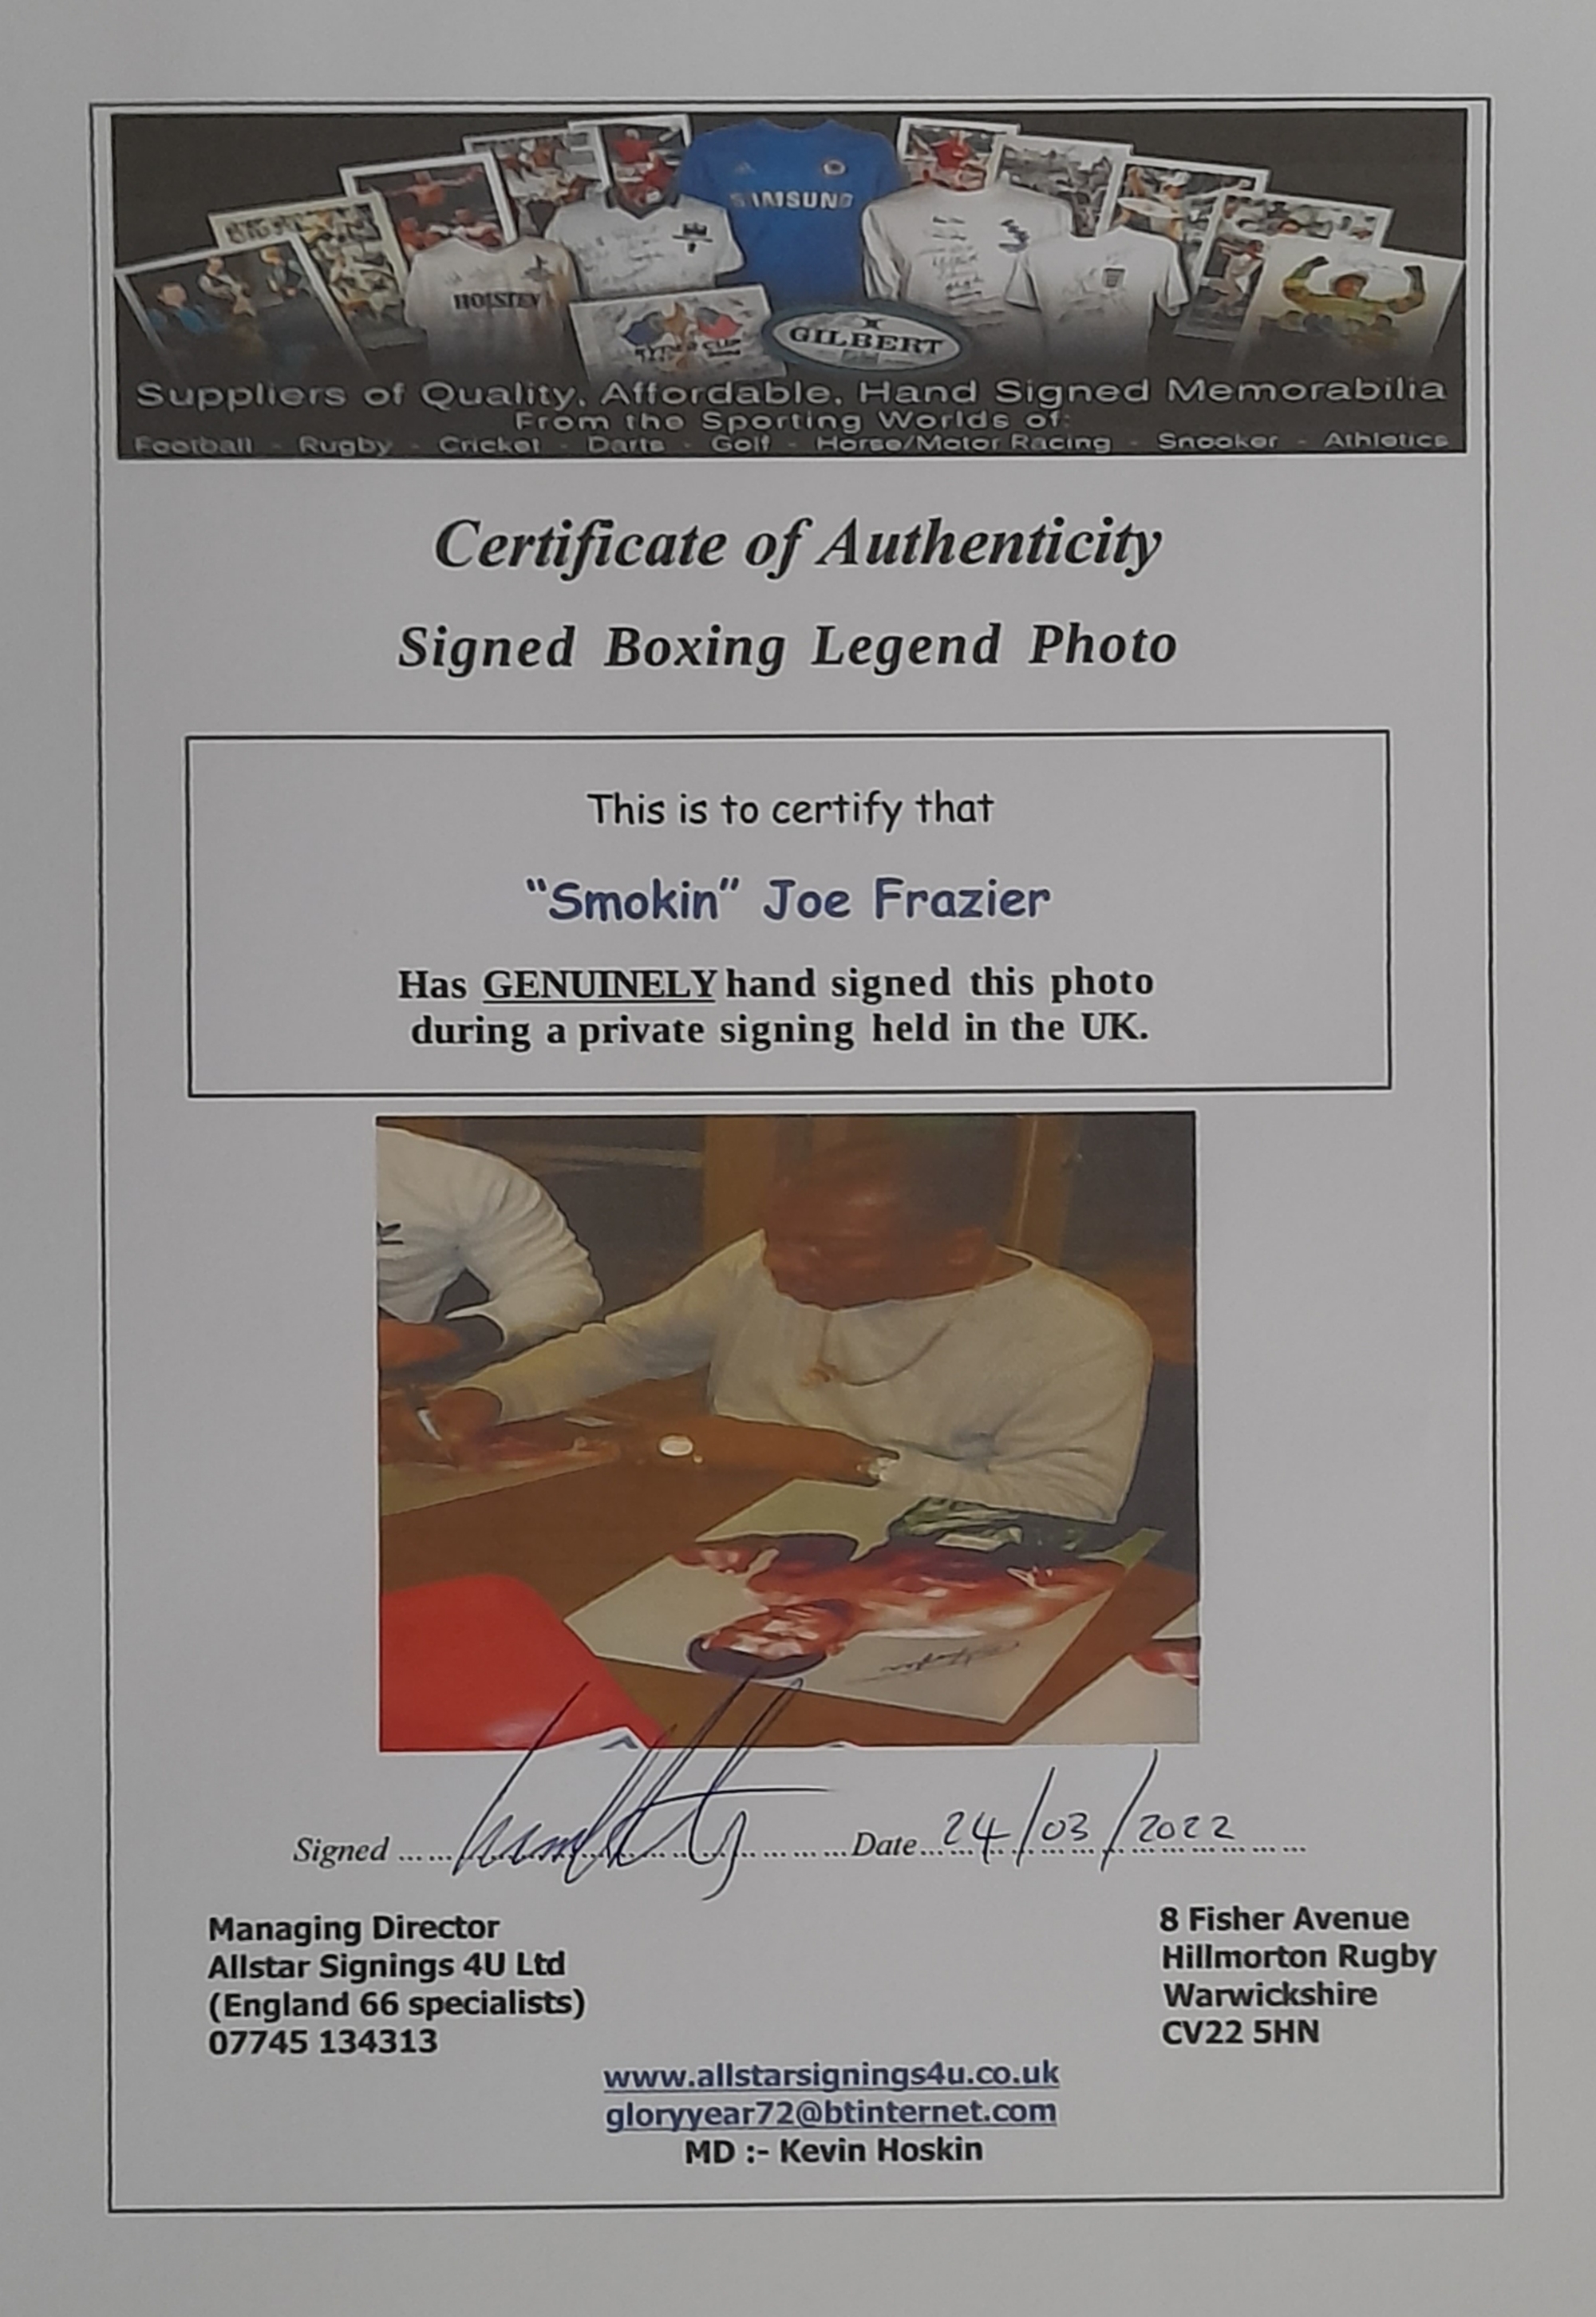 SAMSUNG
HOLSTEN
GILBERT
Suppliers of Quality, Affordable, Hand Signed Memorabilia
From the Sporting Worlds of:
Football - Rugby - Cricket - Darts - Golf - Horse/Motor Racing - Snooker - Athletics
Certificate of Authenticity
Signed Boxing Legend Photo
This is to certify that
“Smokin” Joe Frazier
Has GENUINELY hand signed this photo
during a private signing held in the UK.
Signed Date 24/03/2022
Managing Director
Allstar Signings 4U Ltd
(England 66 specialists)
07745 134313
8 Fisher Avenue
Hillmorton Rugby
Warwickshire
CV22 5HN
www.allstarsignings4u.co.uk
gloryyear72@btinternet.com
MD :- Kevin Hoskin